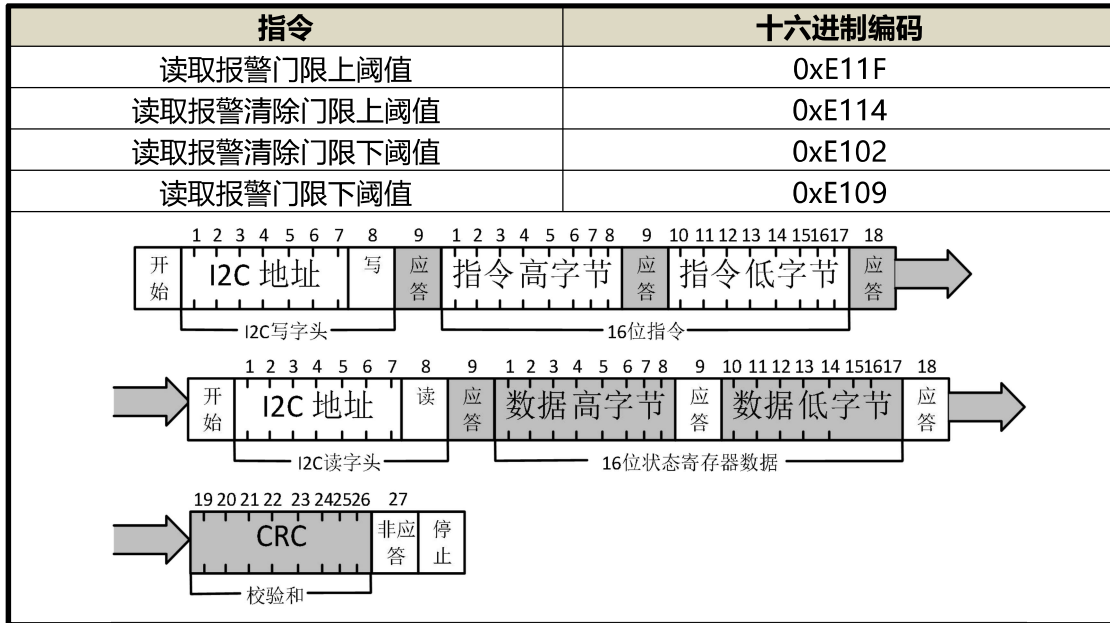 指令 十六进制编码
读取报警门限上阈值 0xE11F
读取报警清除门限上阈值 0xE114
读取报警清除门限下阈值 0xE102
读取报警门限下阈值 0xE109
1 2 3 4 5 6 7 8 9 1 2 3 4 5 6 7 8 9 10 11 12 13 14 15 16 17 18
开始 I2C 地址 写 应答 指令高字节 应答 指令低字节 应答
I2C写字头 16位指令
1 2 3 4 5 6 7 8 9 1 2 3 4 5 6 7 8 9 10 11 12 13 14 15 16 17 18
开始 I2C 地址 读 应答 数据高字节 应答 数据低字节 应答
I2C读字头 16位状态寄存器数据
19 20 21 22 23 24 25 26 27
CRC 非应答 停止
校验和